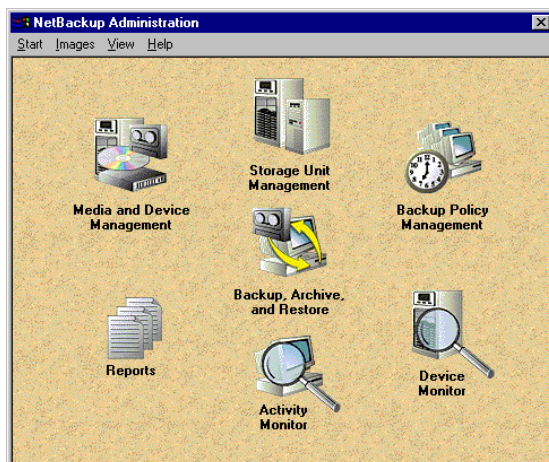 NetBackup Administration
Start Images View Help
Storage Unit
Management
Media and Device
Management
Backup Policy
Management
Backup, Archive,
and Restore
Reports
Device
Monitor
Activity
Monitor